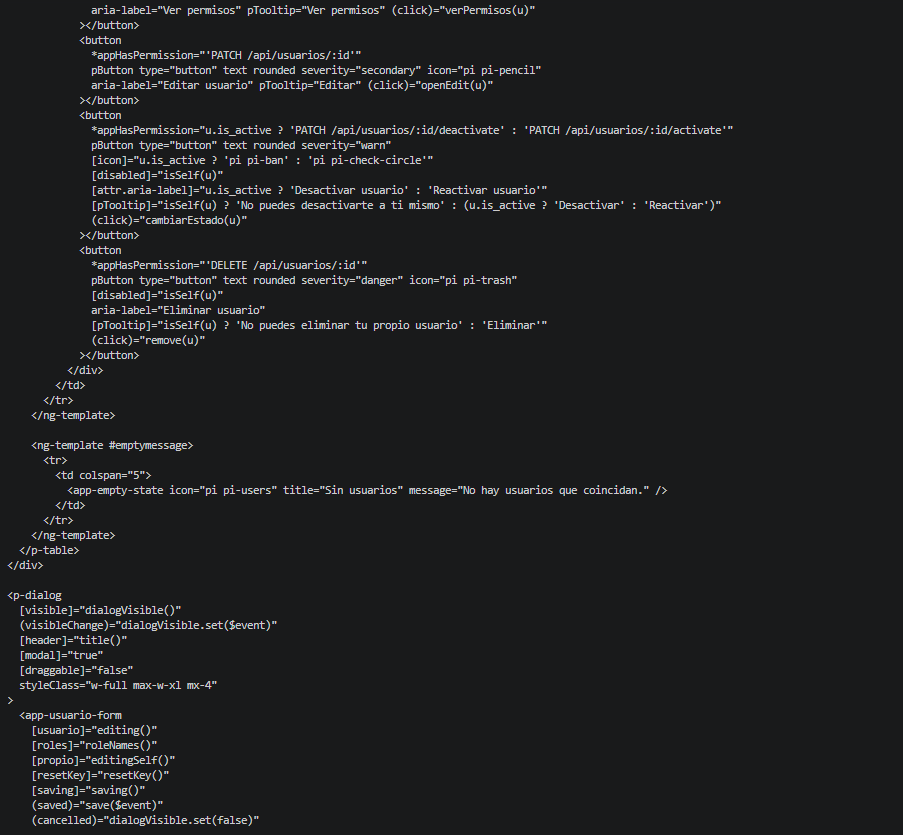 aria-label="Ver permisos" pTooltip="Ver permisos" (click)="verPermisos(u)"
></button>
<button
*appHasPermission="'PATCH /api/usuarios/:id'"
pButton type="button" text rounded severity="secondary" icon="pi pi-pencil"
aria-label="Editar usuario" pTooltip="Editar" (click)="openEdit(u)"
></button>
<button
*appHasPermission="u.is_active ? 'PATCH /api/usuarios/:id/deactivate' : 'PATCH /api/usuarios/:id/activate'"
pButton type="button" text rounded severity="warn"
[icon]="u.is_active ? 'pi pi-ban' : 'pi pi-check-circle'"
[disabled]="isSelf(u)"
[attr.aria-label]="u.is_active ? 'Desactivar usuario' : 'Reactivar usuario'"
[pTooltip]="isSelf(u) ? 'No puedes desactivarte a ti mismo' : (u.is_active ? 'Desactivar' : 'Reactivar')"
(click)="cambiarEstado(u)"
></button>
<button
*appHasPermission="'DELETE /api/usuarios/:id'"
pButton type="button" text rounded severity="danger" icon="pi pi-trash"
[disabled]="isSelf(u)"
aria-label="Eliminar usuario"
[pTooltip]="isSelf(u) ? 'No puedes eliminar tu propio usuario' : 'Eliminar'"
(click)="remove(u)"
></button>
</div>
</td>
</tr>
</ng-template>
<ng-template #emptymessage>
<tr>
<td colspan="5">
<app-empty-state icon="pi pi-users" title="Sin usuarios" message="No hay usuarios que coincidan." />
</td>
</tr>
</ng-template>
</p-table>
</div>
<p-dialog
[visible]="dialogVisible()"
(visibleChange)="dialogVisible.set($event)"
[header]="title()"
[modal]="true"
[draggable]="false"
styleClass="w-full max-w-xl mx-4"
>
<app-usuario-form
[usuario]="editing()"
[roles]="roleNames()"
[propio]="editingSelf()"
[resetKey]="resetKey()"
[saving]="saving()"
(saved)="save($event)"
(cancelled)="dialogVisible.set(false)"